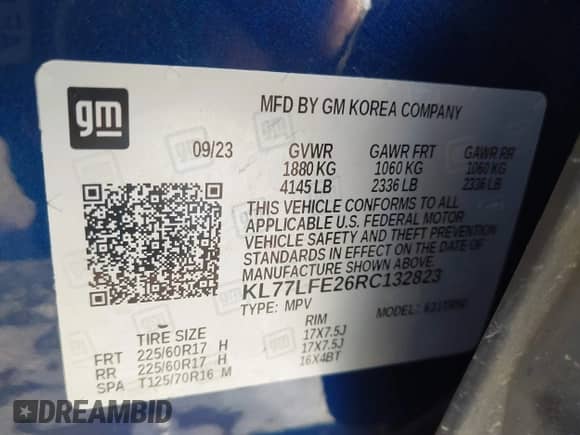 gm
MFD BY GM KOREA COMPANY
09/23 GVWR GAWR FRT GAWR RR
1880 KG 1060 KG 1060 KG
4145 LB 2336 LB 2336 LB
THIS VEHICLE CONFORMS TO ALL
APPLICABLE U.S. FEDERAL MOTOR
VEHICLE SAFETY AND THEFT PREVENTION
STANDARDS IN EFFECT ON THE DATE OF
MANUFACTURE SHOWN ABOVE.
KL77LFE26RC132823
TYPE: MPV MODEL:
TIRE SIZE RIM
FRT 225/60R17 H 17X7.5J
RR 225/60R17 H 17X7.5J
SPA T125/70R16 M 16X4BT
DREAMBID